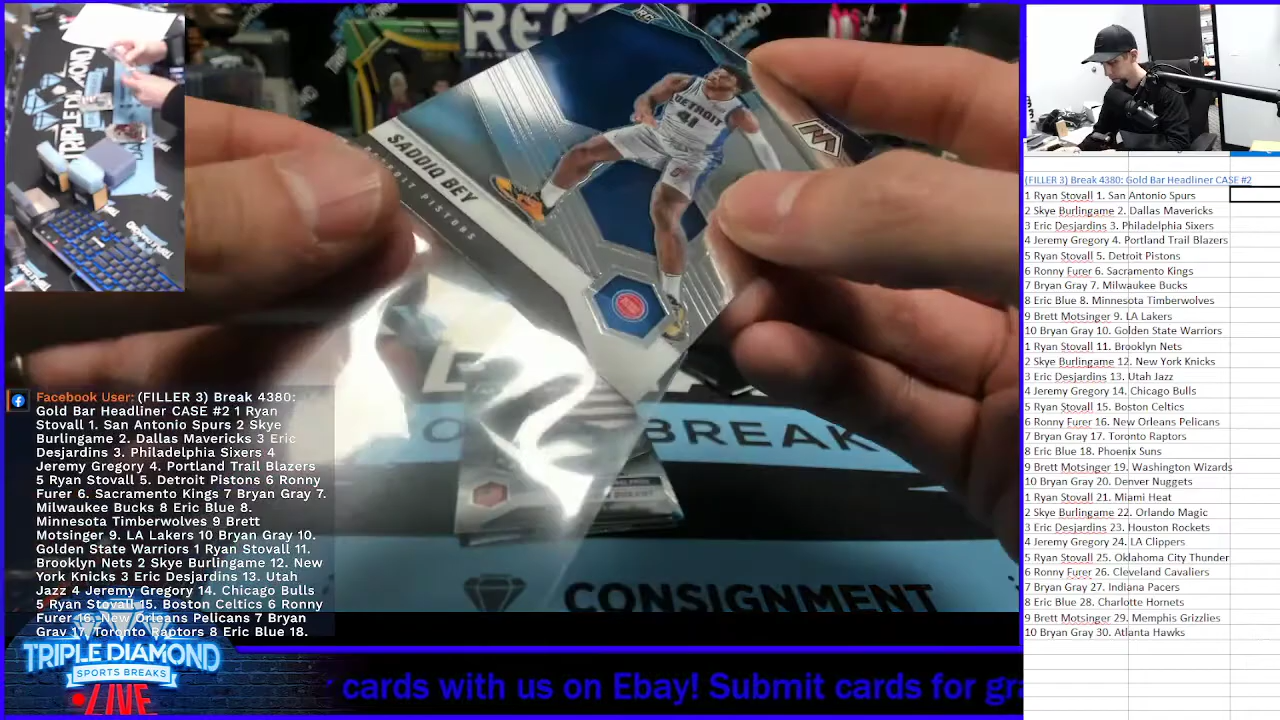 RC
DETROIT
41
SADDIQ BEY
DETROIT PISTONS
BREAK
CONSIGNMENT
Facebook User: (FILLER 3) Break 4380:
Gold Bar Headliner CASE #2 1 Ryan
Stovall 1. San Antonio Spurs 2 Skye
Burlingame 2. Dallas Mavericks 3 Eric
Desjardins 3. Philadelphia Sixers 4
Jeremy Gregory 4. Portland Trail Blazers
5 Ryan Stovall 5. Detroit Pistons 6 Ronny
Furer 6. Sacramento Kings 7 Bryan Gray 7.
Milwaukee Bucks 8 Eric Blue 8.
Minnesota Timberwolves 9 Brett
Motsinger 9. LA Lakers 10 Bryan Gray 10.
Golden State Warriors 1 Ryan Stovall 11.
Brooklyn Nets 2 Skye Burlingame 12. New
York Knicks 3 Eric Desjardins 13. Utah
Jazz 4 Jeremy Gregory 14. Chicago Bulls
5 Ryan Stovall 15. Boston Celtics 6 Ronny
Furer 16. New Orleans Pelicans 7 Bryan
Gray 17. Toronto Raptors 8 Eric Blue 18.
TRIPLE DIAMOND
SPORTS BREAKS
LIVE
cards with us on Ebay! Submit cards for gr
(FILLER 3) Break 4380: Gold Bar Headliner CASE #2
1 Ryan Stovall 1. San Antonio Spurs
2 Skye Burlingame 2. Dallas Mavericks
3 Eric Desjardins 3. Philadelphia Sixers
4 Jeremy Gregory 4. Portland Trail Blazers
5 Ryan Stovall 5. Detroit Pistons
6 Ronny Furer 6. Sacramento Kings
7 Bryan Gray 7. Milwaukee Bucks
8 Eric Blue 8. Minnesota Timberwolves
9 Brett Motsinger 9. LA Lakers
10 Bryan Gray 10. Golden State Warriors
1 Ryan Stovall 11. Brooklyn Nets
2 Skye Burlingame 12. New York Knicks
3 Eric Desjardins 13. Utah Jazz
4 Jeremy Gregory 14. Chicago Bulls
5 Ryan Stovall 15. Boston Celtics
6 Ronny Furer 16. New Orleans Pelicans
7 Bryan Gray 17. Toronto Raptors
8 Eric Blue 18. Phoenix Suns
9 Brett Motsinger 19. Washington Wizards
10 Bryan Gray 20. Denver Nuggets
1 Ryan Stovall 21. Miami Heat
2 Skye Burlingame 22. Orlando Magic
3 Eric Desjardins 23. Houston Rockets
4 Jeremy Gregory 24. LA Clippers
5 Ryan Stovall 25. Oklahoma City Thunder
6 Ronny Furer 26. Cleveland Cavaliers
7 Bryan Gray 27. Indiana Pacers
8 Eric Blue 28. Charlotte Hornets
9 Brett Motsinger 29. Memphis Grizzlies
10 Bryan Gray 30. Atlanta Hawks